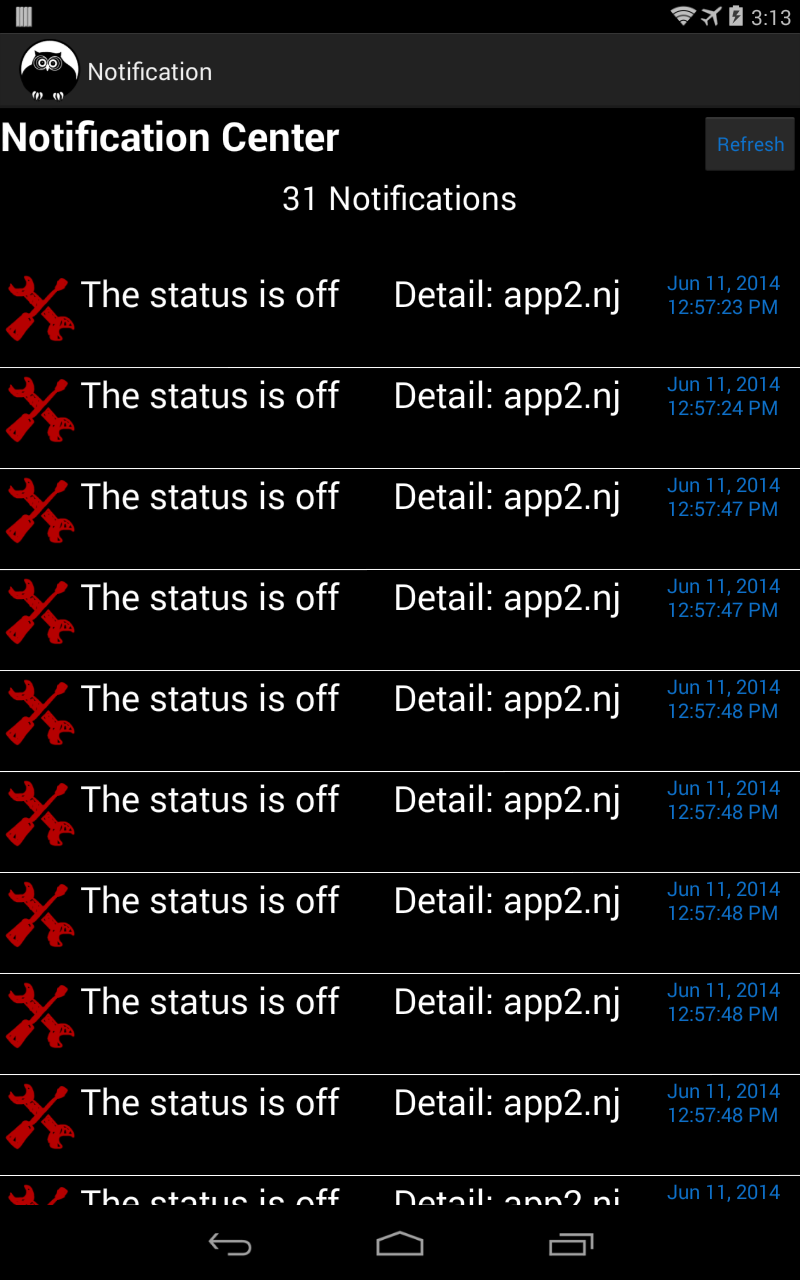 3:13
Notification
Notification Center
Refresh
31 Notifications
The status is off Detail: app2.nj Jun 11, 2014
12:57:23 PM
The status is off Detail: app2.nj Jun 11, 2014
12:57:24 PM
The status is off Detail: app2.nj Jun 11, 2014
12:57:47 PM
The status is off Detail: app2.nj Jun 11, 2014
12:57:47 PM
The status is off Detail: app2.nj Jun 11, 2014
12:57:48 PM
The status is off Detail: app2.nj Jun 11, 2014
12:57:48 PM
The status is off Detail: app2.nj Jun 11, 2014
12:57:48 PM
The status is off Detail: app2.nj Jun 11, 2014
12:57:48 PM
The status is off Detail: app2.nj Jun 11, 2014
12:57:48 PM
The status is off Detail: app2.nj Jun 11, 2014